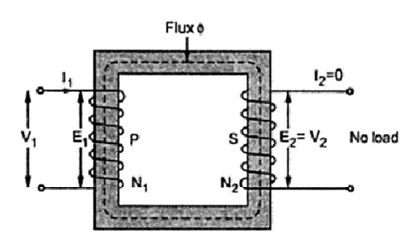 Flux ϕ
I₁
I₂=0
V₁
E₁
P
S
E₂= V₂
No load
N₁
N₂